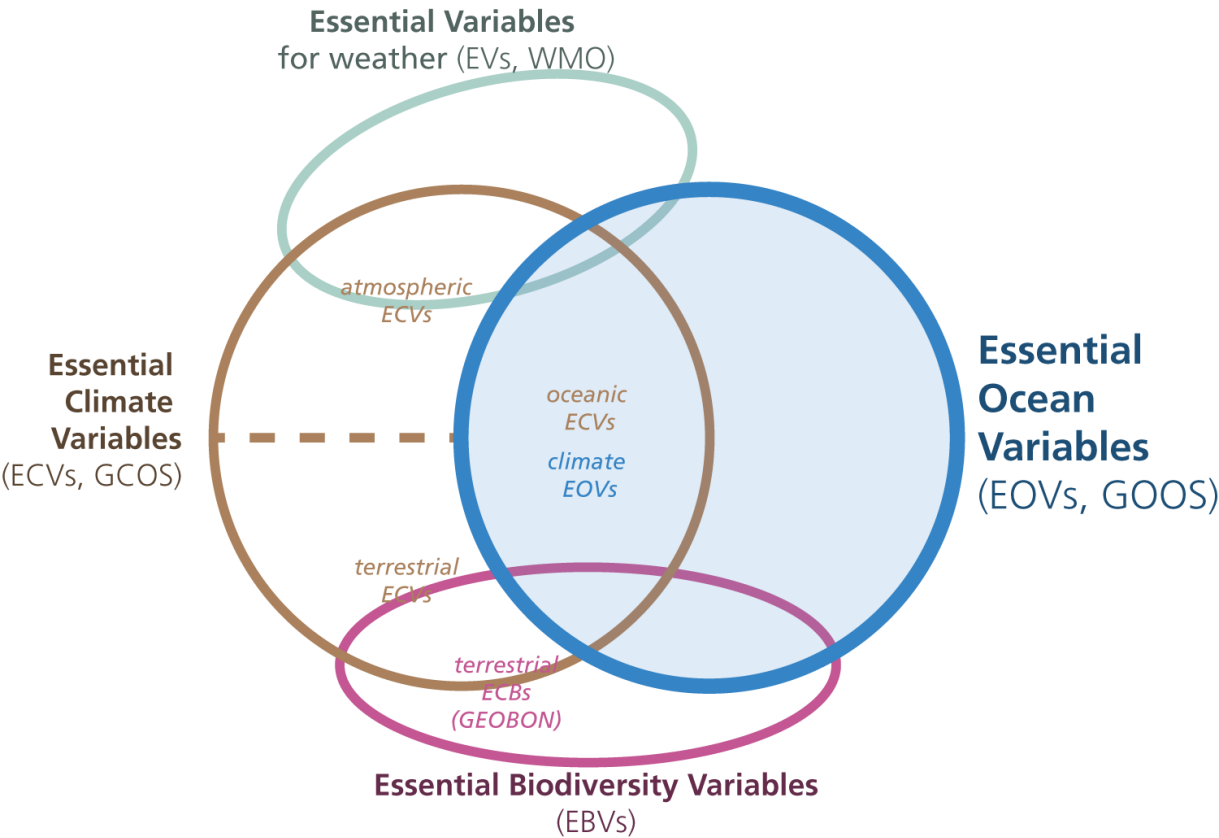 Essential Variables
for weather (EVs, WMO)
atmospheric
ECVs
Essential
Climate
Variables
(ECVs, GCOS)
oceanic
ECVs
climate
EOVs
Essential
Ocean
Variables
(EOVs, GOOS)
terrestrial
ECVs
terrestrial
ECBs
(GEOBON)
Essential Biodiversity Variables
(EBVs)